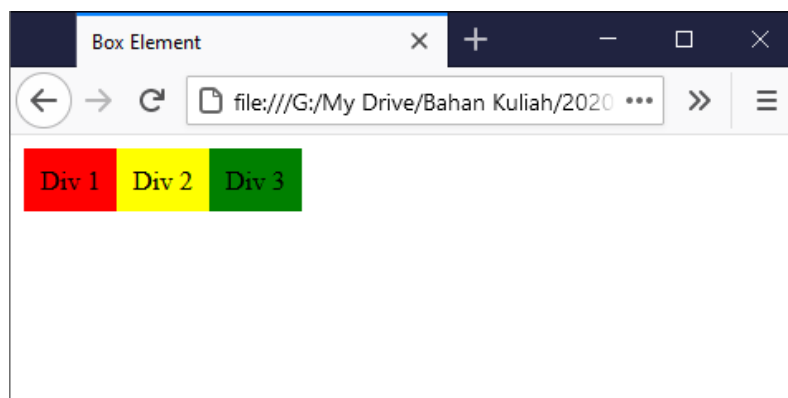 Box Element
file:///G:/My Drive/Bahan Kuliah/2020
Div 1 Div 2 Div 3